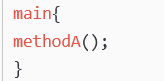 main{
methodA();
}